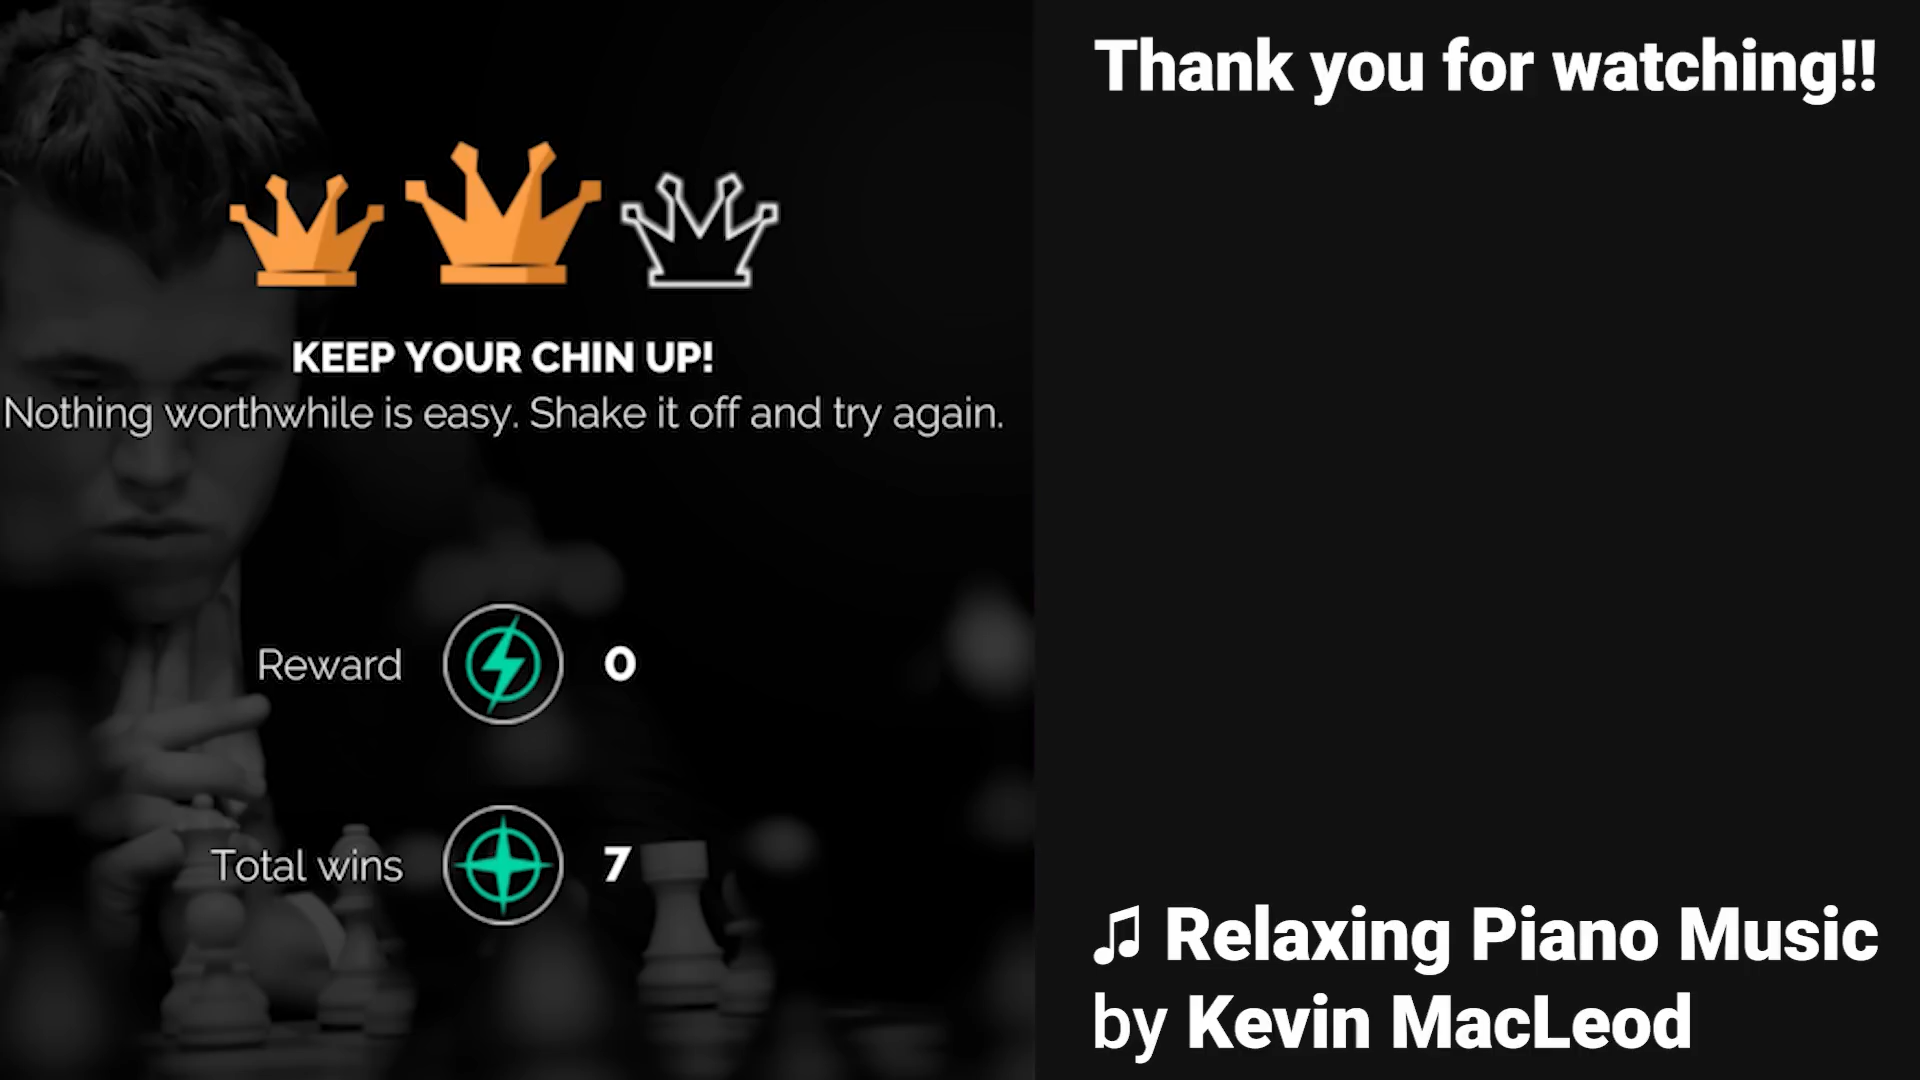 KEEP YOUR CHIN UP!
Nothing worthwhile is easy. Shake it off and try again.
Reward 0
Total wins 7
Thank you for watching!!
♫ Relaxing Piano Music
by Kevin MacLeod